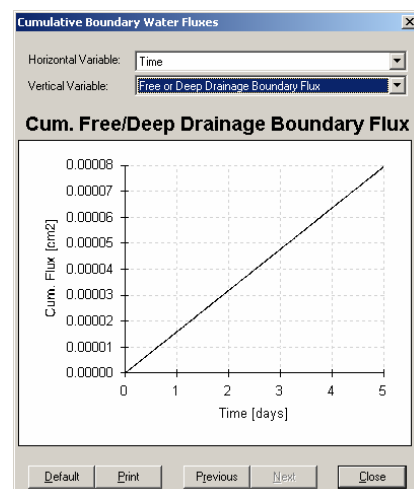 Cumulative Boundary Water Fluxes
Horizontal Variable: Time
Vertical Variable: Free or Deep Drainage Boundary Flux
Cum. Free/Deep Drainage Boundary Flux
0.00008
0.00007
0.00006
0.00005
0.00004
0.00003
0.00002
0.00001
0.00000
Cum. Flux [cm2]
0 1 2 3 4 5
Time [days]
Default Print Previous Next Close